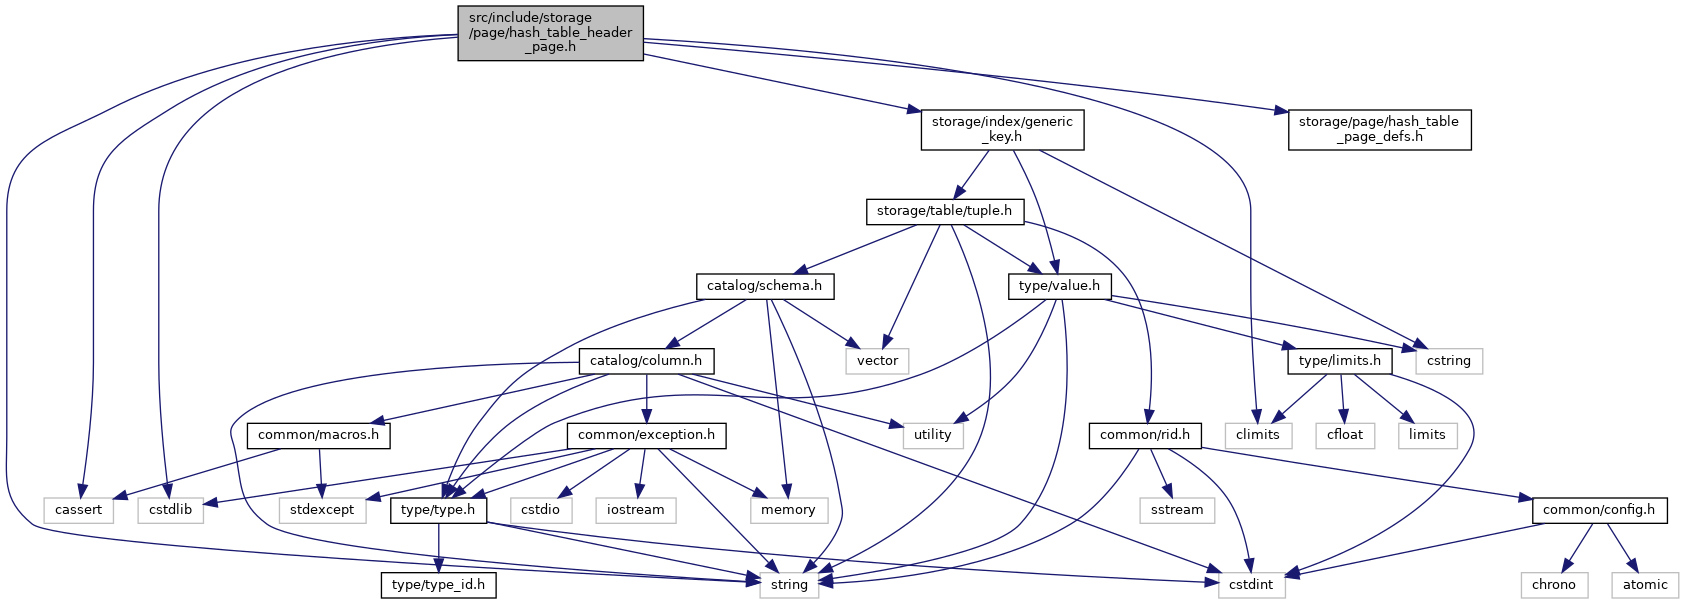 src/include/storage
/page/hash_table_header
_page.h
storage/index/generic
_key.h
storage/page/hash_table
_page_defs.h
storage/table/tuple.h
catalog/schema.h
type/value.h
catalog/column.h
vector
type/limits.h
cstring
common/macros.h
common/exception.h
utility
common/rid.h
climits
cfloat
limits
cassert
cstdlib
stdexcept
type/type.h
cstdio
iostream
memory
sstream
common/config.h
type/type_id.h
string
cstdint
chrono
atomic